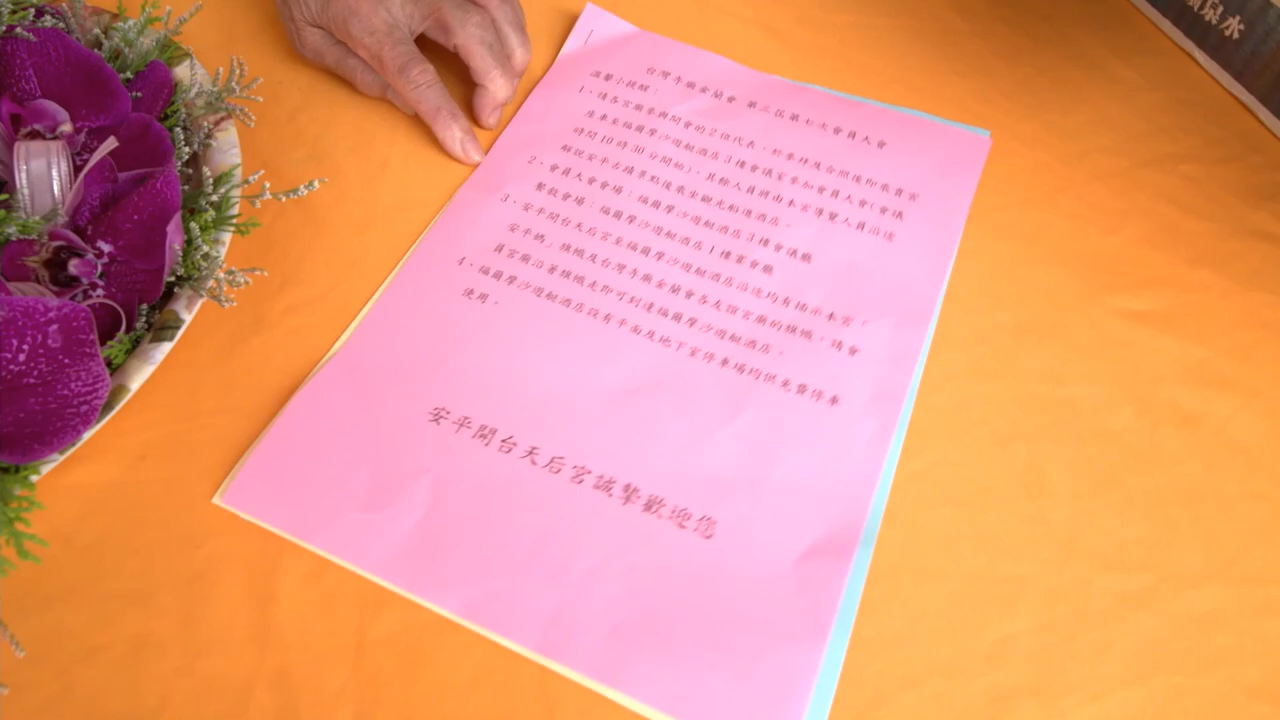 台灣寺廟金蘭會 第三屆第七次會員大會
溫馨小提醒：
1、請各宮廟參與開會的2位代表，於參拜及合照後即乘貴宮
座車至福爾摩沙遊艇酒店3樓會議室參加會員大會(會議
時間10時30分開始)，其餘人員將由本宮導覽人員沿途
解說安平古蹟景點後乘坐觀光船進酒店。
2、會員大會會場：福爾摩沙遊艇酒店3樓會議廳
餐敘會場：福爾摩沙遊艇酒店1樓宴會廳
3、安平開台天后宮至福爾摩沙遊艇酒店沿途均有插示本宮「
安平媽」旗幟及台灣寺廟金蘭會各友誼宮廟的旗幟，請會
員宮廟沿著旗幟走即可到達福爾摩沙遊艇酒店。
4、福爾摩沙遊艇酒店設有平面及地下室停車場均供免費停車
使用。
安平開台天后宮誠摯歡迎您
泉水